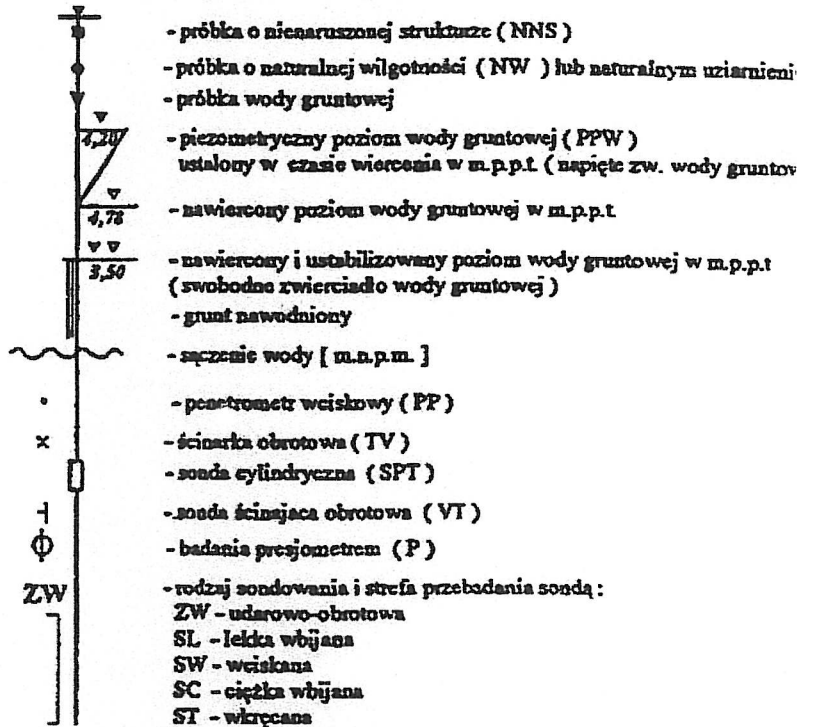 - próbka o nienaruszonej strukturze ( NNS )
- próbka o naturalnej wilgotności ( NW ) lub naturalnym uziarnieni
- próbka wody gruntowej
4,20 - piezometryczny poziom wody gruntowej ( PPW )
ustalony w czasie wiercenia w m.p.p.t. ( napięte zw. wody gruntow
4,78 - nawiercony poziom wody gruntowej w m.p.p.t
3,50 - nawiercony i ustabilizowany poziom wody gruntowej w m.p.p.t
( swobodne zwierciadło wody gruntowej )
- grunt nawodniony
- sączenie wody [ m.n.p.m. ]
- penetrometr wciskowy ( PP )
x - ścinarka obrotowa ( TV )
- sonda cylindryczna ( SPT )
- sonda ścinajaca obrotowa ( VT )
- badania presjometrem ( P )
ZW - rodzaj sondowania i strefa przebadania sondą :
ZW - udarowo-obrotowa
SL - lekka wbijana
SW - wciskana
SC - ciężka wbijana
ST - wkręcana